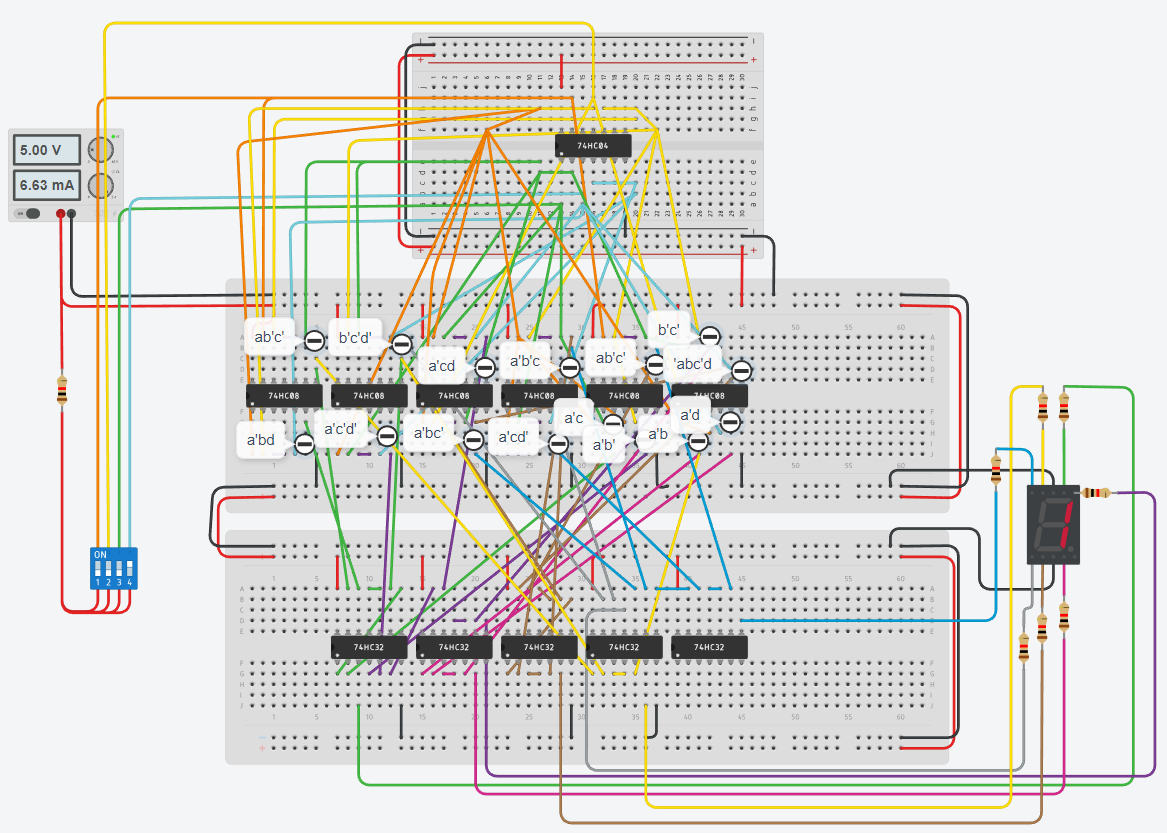 5.00 V
6.63 mA
74HC04
ab'c'
b'c'd'
a'cd
a'b'c
ab'c'
b'c'
'abc'd
74HC08
74HC08
74HC08
74HC08
74HC08
74HC08
a'bd
a'c'd'
a'bc'
a'cd'
a'c
a'b'
a'b
a'd
ON
1 2 3 4
74HC32
74HC32
74HC32
74HC32
74HC32